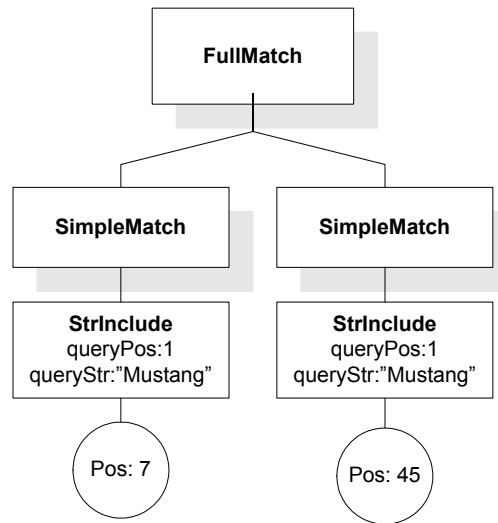 FullMatch
SimpleMatch
SimpleMatch
StrInclude
queryPos:1
queryStr:”Mustang”
StrInclude
queryPos:1
queryStr:”Mustang”
Pos: 7
Pos: 45